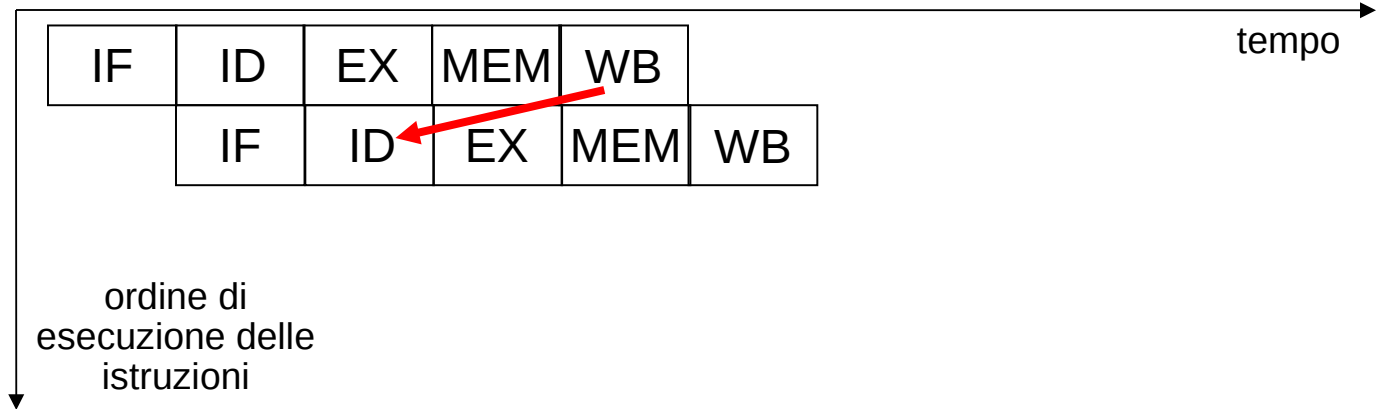 tempo
IF ID EX MEM WB
IF ID EX MEM WB
ordine di
esecuzione delle
istruzioni